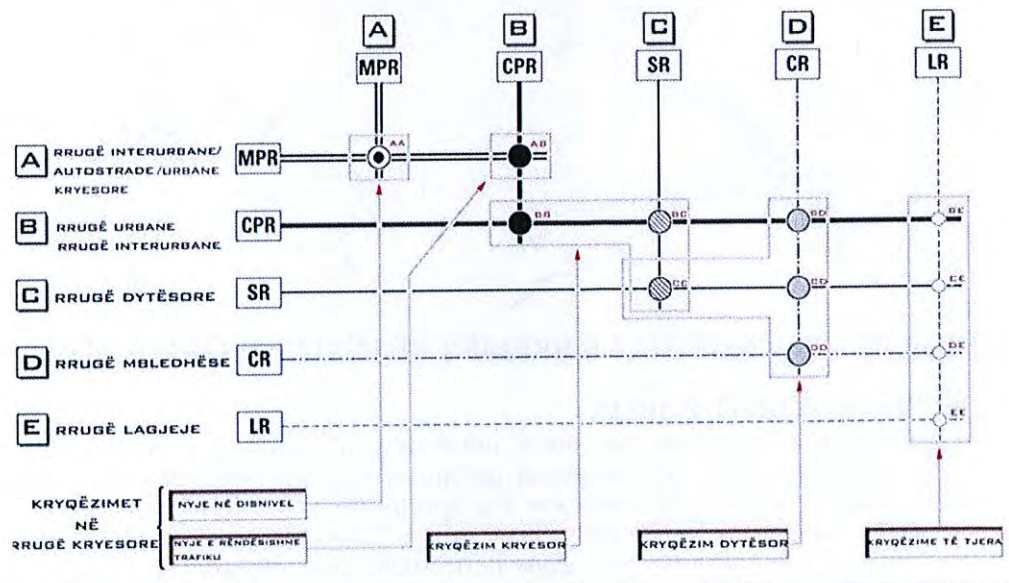 A B C D E
MPR CPR SR CR LR
AA AB
A RRUGË INTERURBANE/ MPR
AUTOSTRADE/URBANE
KRYESORE
BB BC BD BE
B RRUGË URBANE CPR
RRUGË INTERURBANE
C RRUGË DYTËSORE SR CC CD CE
D RRUGË MBLEDHËSE CR DD DE
E RRUGË LAGJEJE LR EE
KRYQËZIMET
NË
RRUGË KRYESORE
NYJE NË DISNIVEL
NYJE E RËNDËSISHME
TRAFIKU
KRYQËZIM KRYESOR
KRYQËZIM DYTËSOR
KRYQËZIME TË TJERA